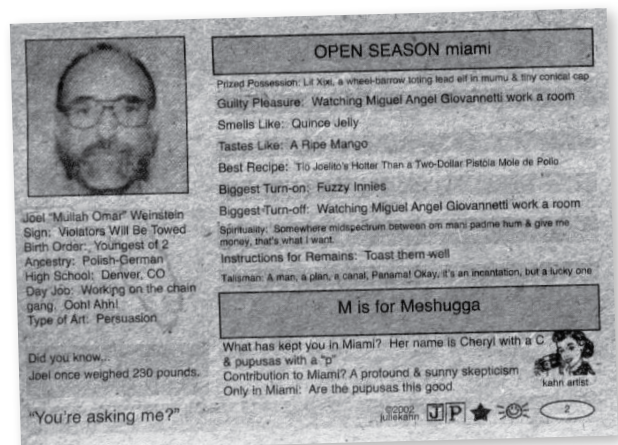 Joel "Mullah Omar" Weinstein
Sign: Violators Will Be Towed
Birth Order: Youngest of 2
Ancestry: Polish-German
High School: Denver, CO
Day Job: Working on the chain
gang. Ooh! Ahh!
Type of Art: Persuasion
Did you know...
Joel once weighed 230 pounds.
"You're asking me?"
OPEN SEASON miami
Prized Possession: Lit Xixi, a wheel-barrow toting lead elf in mumu & tiny conical cap
Guilty Pleasure: Watching Miguel Angel Giovannetti work a room
Smells Like: Quince Jelly
Tastes Like: A Ripe Mango
Best Recipe: Tio Joelito's Hotter Than a Two-Dollar Pistola Mole de Pollo
Biggest Turn-on: Fuzzy Innies
Biggest Turn-off: Watching Miguel Angel Giovannetti work a room
Spirituality: Somewhere midspectrum between om mani padme hum & give me
money, that's what I want.
Instructions for Remains: Toast them well
Talisman: A man, a plan, a canal, Panama! Okay, it's an incantation, but a lucky one
M is for Meshugga
What has kept you in Miami? Her name is Cheryl with a C
& pupusas with a "p"
Contribution to Miami? A profound & sunny skepticism
Only in Miami: Are the pupusas this good
kahn artist
©2002
juliekahn
J P
2